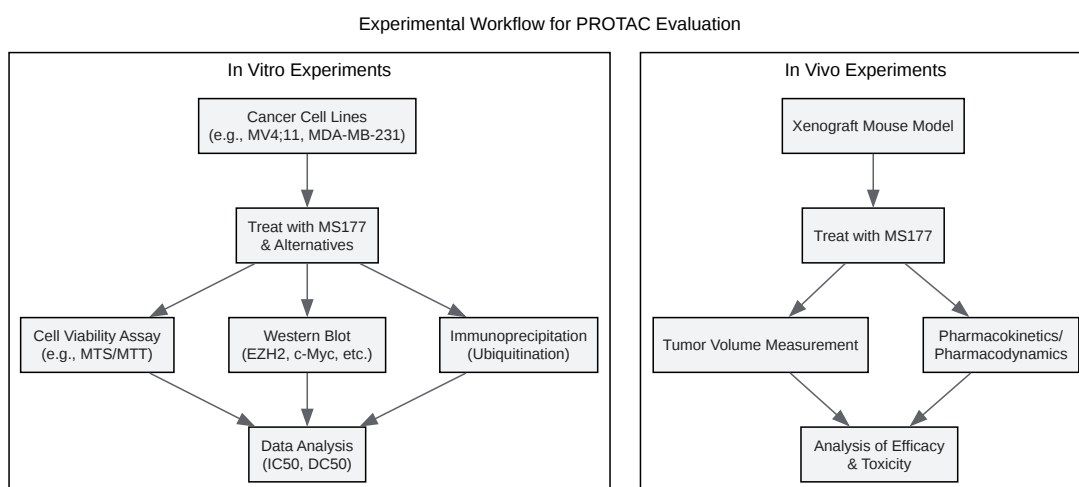 Experimental Workflow for PROTAC Evaluation
In Vitro Experiments
Cancer Cell Lines
(e.g., MV4;11, MDA-MB-231)
Treat with MS177
& Alternatives
Cell Viability Assay
(e.g., MTS/MTT)
Western Blot
(EZH2, c-Myc, etc.)
Immunoprecipitation
(Ubiquitination)
Data Analysis
(IC50, DC50)
In Vivo Experiments
Xenograft Mouse Model
Treat with MS177
Tumor Volume Measurement
Pharmacokinetics/
Pharmacodynamics
Analysis of Efficacy
& Toxicity